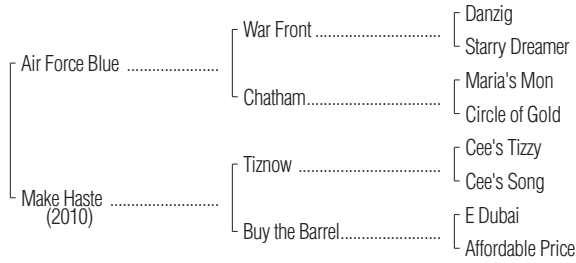 Danzig
War Front ..............................
Starry Dreamer
Air Force Blue ......................
Maria's Mon
Chatham...................................
Circle of Gold
Cee's Tizzy
Tiznow ..................................
Cee's Song
Make Haste ..........................
(2010)
E Dubai
Buy the Barrel........................
Affordable Price